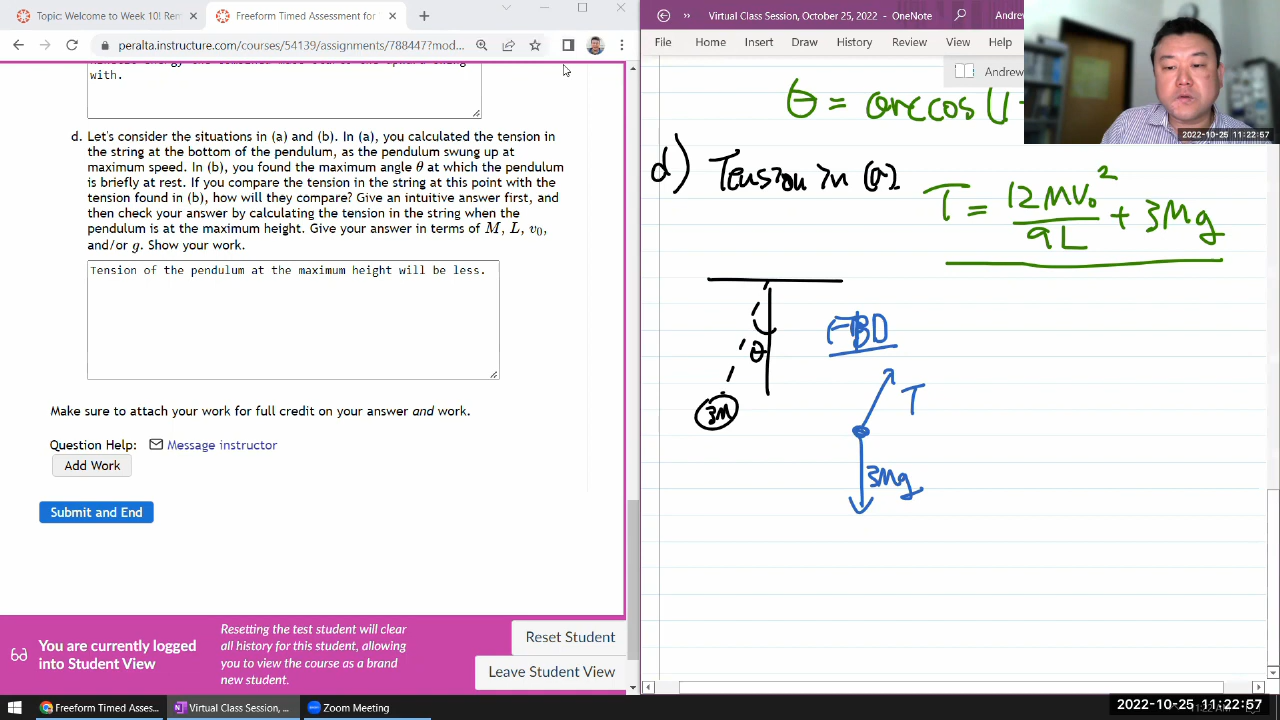 Topic: Welcome to Week 10! Rem
Freeform Timed Assessment for
peralta.instructure.com/courses/54139/assignments/788447?mod...
with.
d. Let's consider the situations in (a) and (b). In (a), you calculated the tension in
the string at the bottom of the pendulum, as the pendulum swung up at
maximum speed. In (b), you found the maximum angle θ at which the pendulum
is briefly at rest. If you compare the tension in the string at this point with the
tension found in (b), how will they compare? Give an intuitive answer first, and
then check your answer by calculating the tension in the string when the
pendulum is at the maximum height. Give your answer in terms of M, L, v₀,
and/or g. Show your work.
Tension of the pendulum at the maximum height will be less.
Make sure to attach your work for full credit on your answer and work.
Question Help: Message instructor
Add Work
Submit and End
You are currently logged
into Student View
Resetting the test student will clear
all history for this student, allowing
you to view the course as a brand
new student.
Reset Student
Leave Student View
Virtual Class Session, October 25, 2022 - OneNote
Andrew
File Home Insert Draw History Review View Help
Andrew
θ = arccos(1-
d) Tension in (a)
T = 12Mv₀² / 9L + 3Mg
θ
3M
FBD
T
3Mg
2022-10-25 11:22:57
Freeform Timed Asses...
Virtual Class Session, ...
Zoom Meeting
2022-10-25 11:22:57